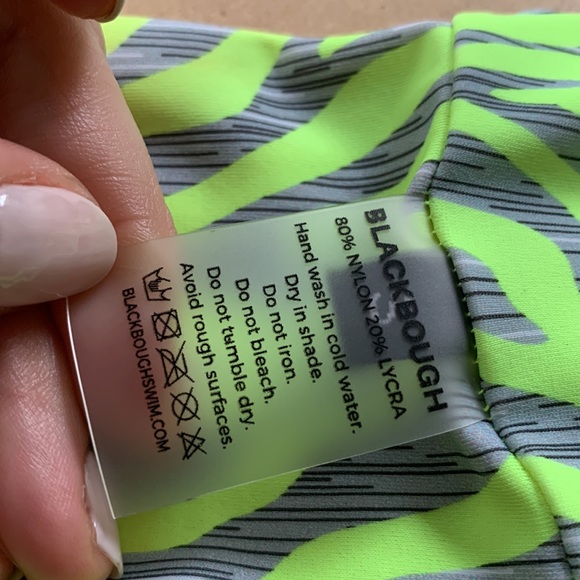 BLACKBOUGH
80% NYLON 20% LYCRA
Hand wash in cold water.
Dry in shade.
Do not iron.
Do not bleach.
Do not tumble dry.
Avoid rough surfaces.
BLACKBOUGHSWIM.COM